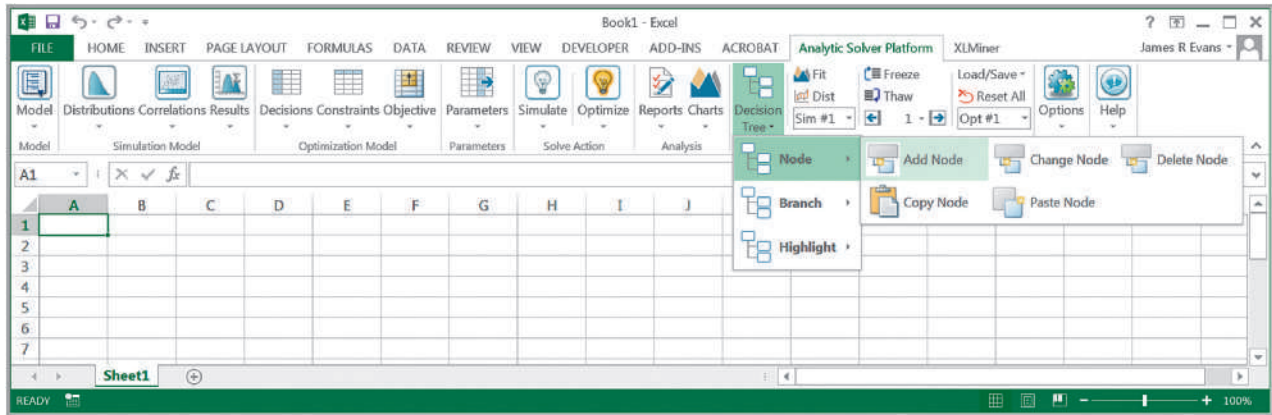 Book1 - Excel
FILE HOME INSERT PAGE LAYOUT FORMULAS DATA REVIEW VIEW DEVELOPER ADD-INS ACROBAT Analytic Solver Platform XLMiner James R Evans
Model Distributions Correlations Results Decisions Constraints Objective Parameters Simulate Optimize Reports Charts Decision Tree Fit Dist Sim #1 Freeze Thaw 1 Load/Save Reset All Opt #1 Options Help
Model Simulation Model Optimization Model Parameters Solve Action Analysis
Node Add Node Change Node Delete Node
Branch Copy Node Paste Node
Highlight
A1 fx
A B C D E F G H I J
1
2
3
4
5
6
7
Sheet1
READY 100%